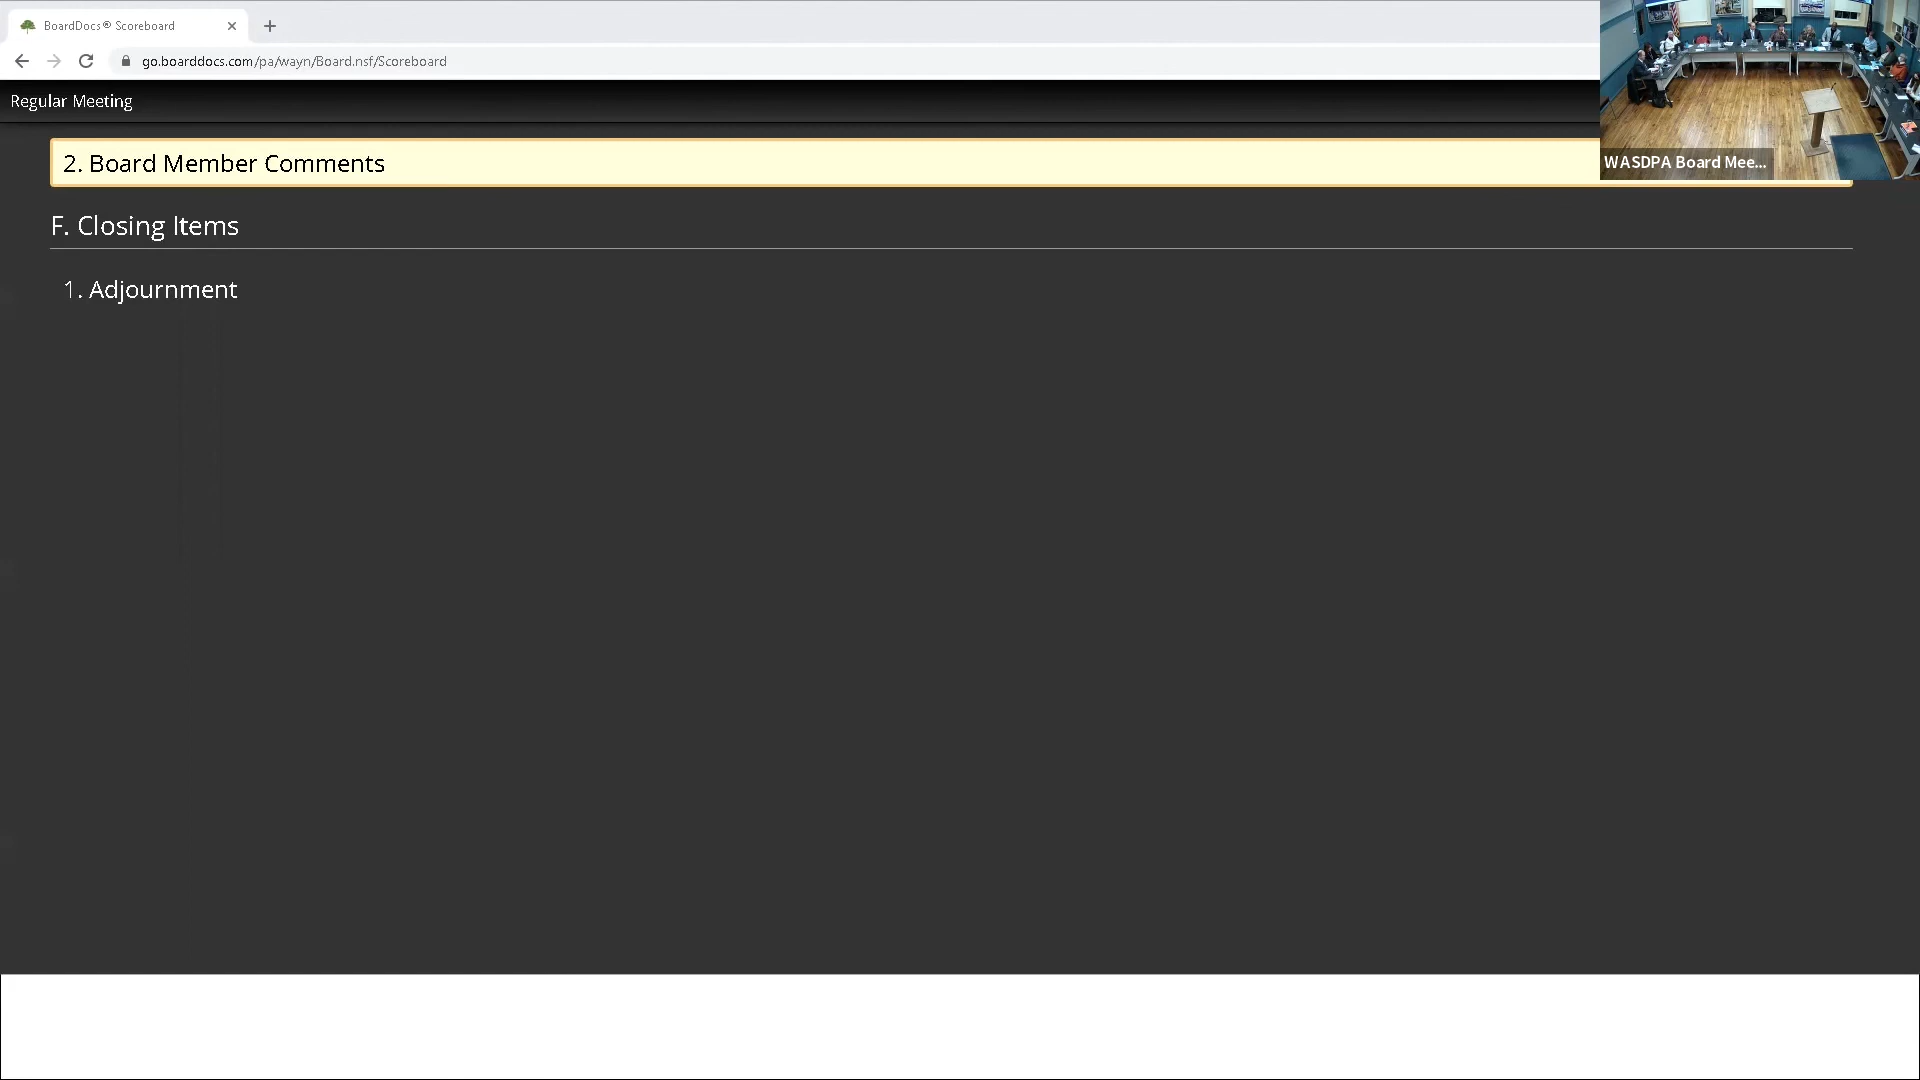 BoardDocs® Scoreboard
go.boarddocs.com/pa/wayn/Board.nsf/Scoreboard
Regular Meeting
2. Board Member Comments
WASDPA Board Mee...
F. Closing Items
1. Adjournment